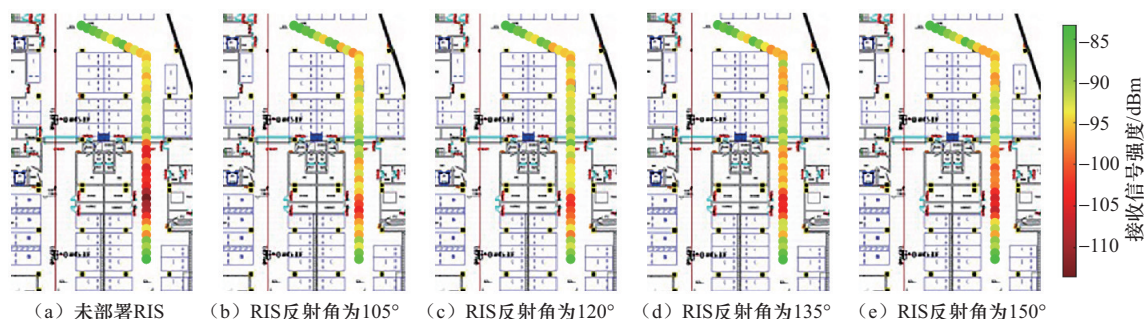 -85
-90
-95
-100
-105
-110
接收信号强度/dBm
（a）未部署RIS
（b）RIS反射角为105°
（c）RIS反射角为120°
（d）RIS反射角为135°
（e）RIS反射角为150°